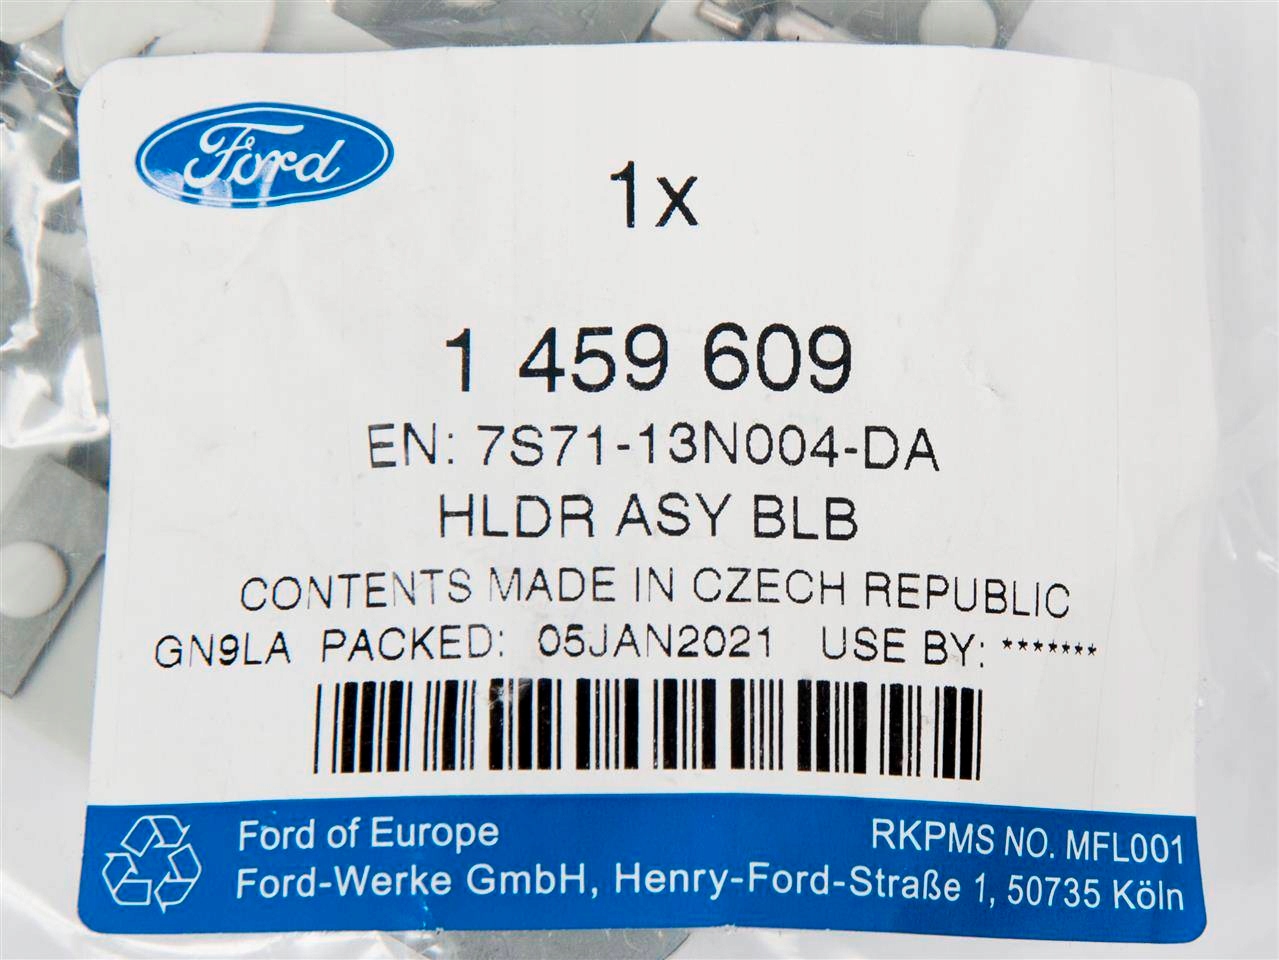 Ford
1x
1 459 609
EN: 7S71-13N004-DA
HLDR ASY BLB
CONTENTS MADE IN CZECH REPUBLIC
GN9LA PACKED: 05JAN2021 USE BY: *******
Ford of Europe
RKPMS NO. MFL001
Ford-Werke GmbH, Henry-Ford-Straße 1, 50735 Köln